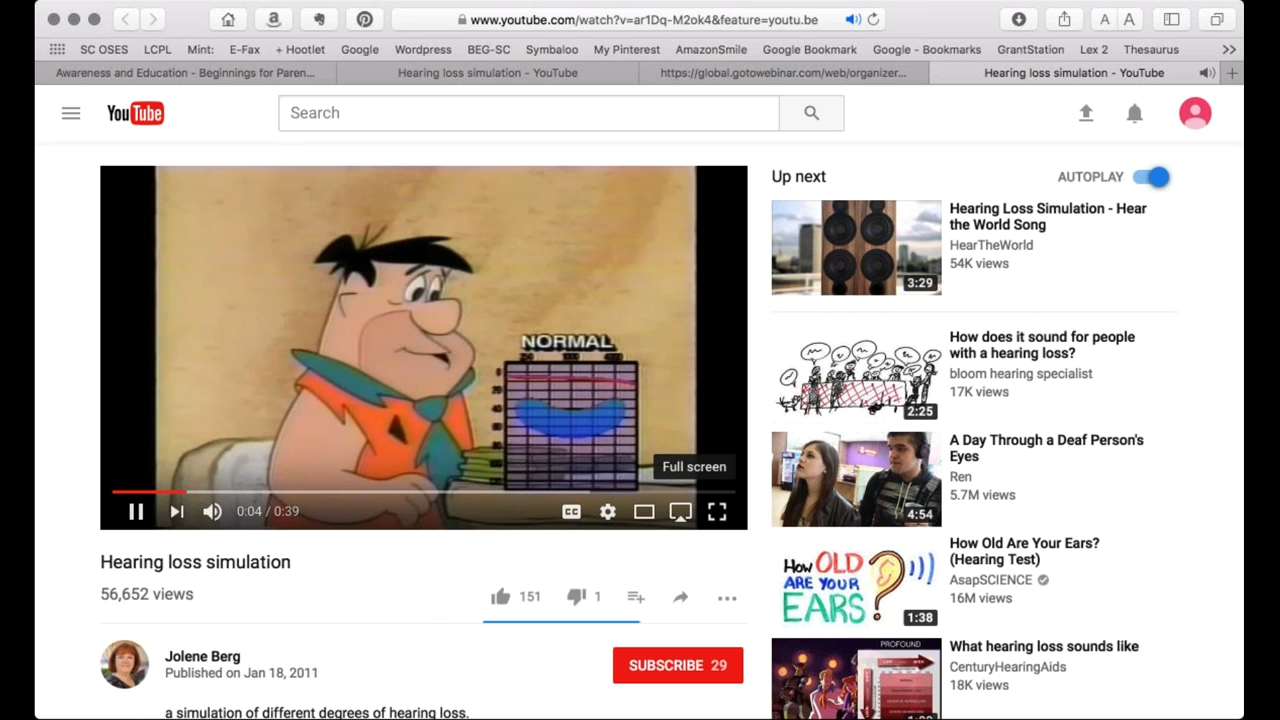 www.youtube.com/watch?v=ar1Dq-M2ok4&feature=youtu.be
A A
SC OSES LCPL Mint: E-Fax + Hootlet Google Wordpress BEG-SC Symbaloo My Pinterest AmazonSmile Google Bookmark Google - Bookmarks GrantStation Lex 2 Thesaurus >>
Awareness and Education - Beginnings for Paren... Hearing loss simulation - YouTube https://global.gotowebinar.com/web/organizer... Hearing loss simulation - YouTube
YouTube
Search
NORMAL
Full screen
0:04 / 0:39
CC
Hearing loss simulation
56,652 views
151
1
Jolene Berg
Published on Jan 18, 2011
SUBSCRIBE 29
a simulation of different degrees of hearing loss.
Up next
AUTOPLAY
Hearing Loss Simulation - Hear
the World Song
HearTheWorld
54K views
3:29
How does it sound for people
with a hearing loss?
bloom hearing specialist
17K views
2:25
A Day Through a Deaf Person's
Eyes
Ren
5.7M views
4:54
How OLD
ARE YOUR
EARS
?
How Old Are Your Ears?
(Hearing Test)
AsapSCIENCE
16M views
1:38
PROFOUND
What hearing loss sounds like
CenturyHearingAids
18K views